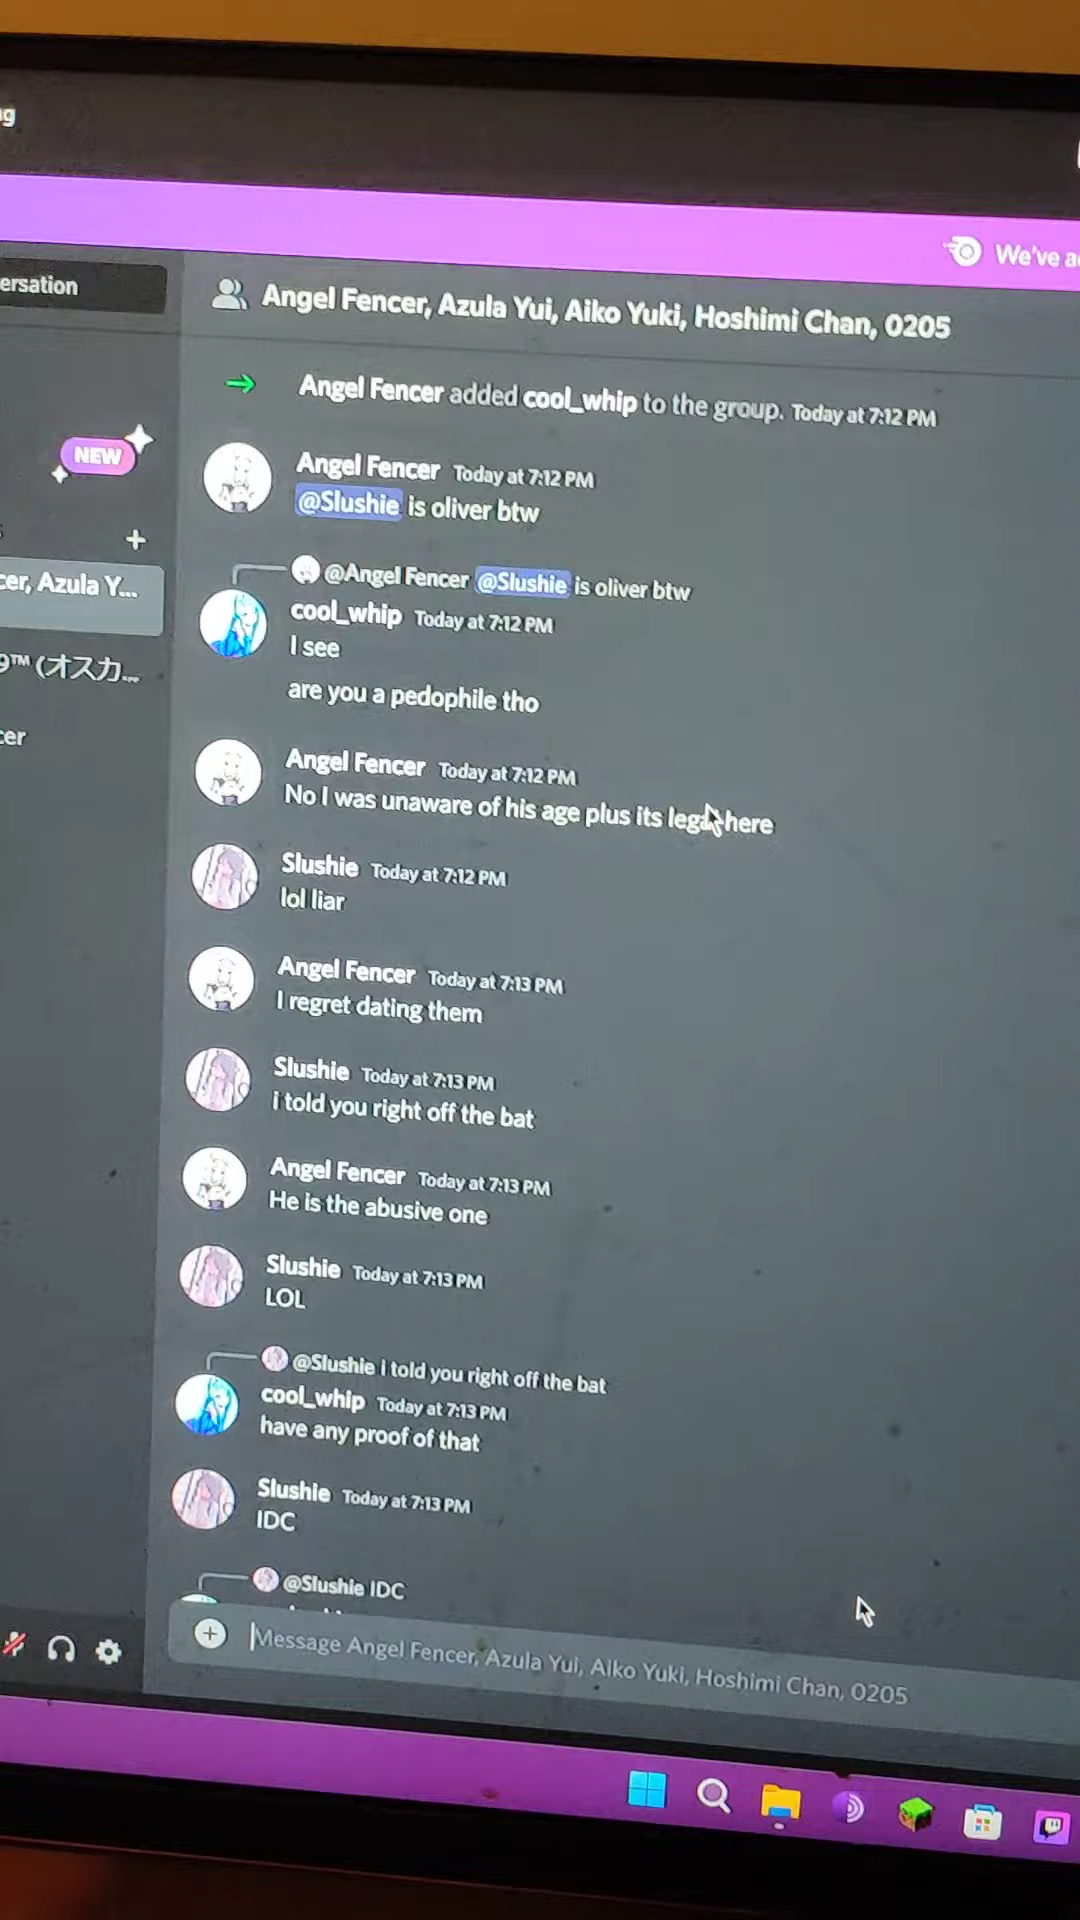 ng
We've a
ersation
Angel Fencer, Azula Yui, Aiko Yuki, Hoshimi Chan, 0205
Angel Fencer added cool_whip to the group. Today at 7:12 PM
NEW
Angel Fencer Today at 7:12 PM
@Slushie is oliver btw
+
cer, Azula Y...
@Angel Fencer @Slushie is oliver btw
cool_whip Today at 7:12 PM
I see
9™ (オスカ...
are you a pedophile tho
cer
Angel Fencer Today at 7:12 PM
No I was unaware of his age plus its legal here
Slushie Today at 7:12 PM
lol liar
Angel Fencer Today at 7:13 PM
I regret dating them
Slushie Today at 7:13 PM
i told you right off the bat
Angel Fencer Today at 7:13 PM
He is the abusive one
Slushie Today at 7:13 PM
LOL
@Slushie i told you right off the bat
cool_whip Today at 7:13 PM
have any proof of that
Slushie Today at 7:13 PM
IDC
@Slushie IDC
Message Angel Fencer, Azula Yui, Aiko Yuki, Hoshimi Chan, 0205